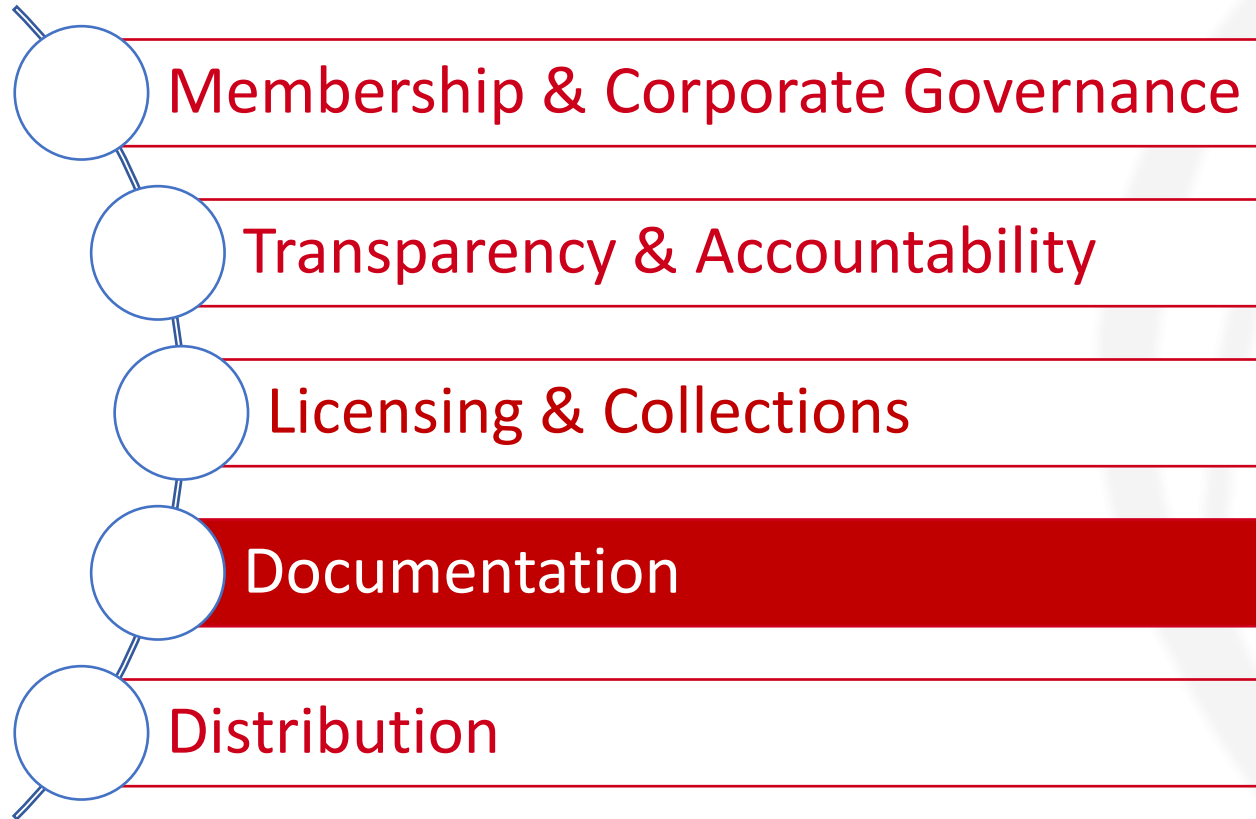 Membership & Corporate Governance
Transparency & Accountability
Licensing & Collections
Documentation
Distribution